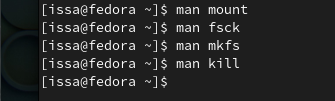 [issa@fedora ~]$ man mount
[issa@fedora ~]$ man fsck
[issa@fedora ~]$ man mkfs
[issa@fedora ~]$ man kill
[issa@fedora ~]$